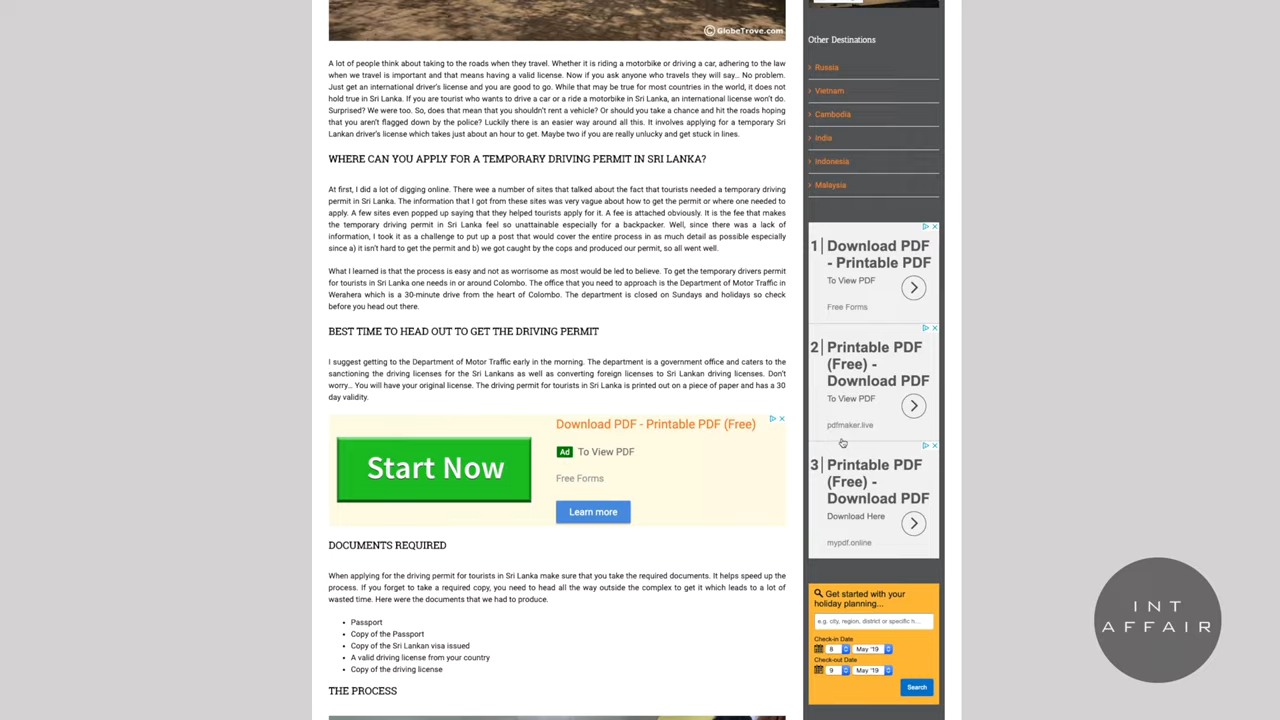 © GlobeTrove.com
A lot of people think about taking to the roads when they travel. Whether it is riding a motorbike or driving a car, adhering to the law
when we travel is important and that means having a valid license. Now if you ask anyone who travels they will say... No problem.
Just get an international driver's license and you are good to go. While that may be true for most countries in the world, it does not
hold true in Sri Lanka. If you are tourist who wants to drive a car or a ride a motorbike in Sri Lanka, an international license won't do.
Surprised? We were too. So, does that mean that you shouldn't rent a vehicle? Or should you take a chance and hit the roads hoping
that you aren't flagged down by the police? Luckily there is an easier way around all this. It involves applying for a temporary Sri
Lankan driver's license which takes just about an hour to get. Maybe two if you are really unlucky and get stuck in lines.
WHERE CAN YOU APPLY FOR A TEMPORARY DRIVING PERMIT IN SRI LANKA?
At first, I did a lot of digging online. There wee a number of sites that talked about the fact that tourists needed a temporary driving
permit in Sri Lanka. The information that I got from these sites was very vague about how to get the permit or where one needed to
apply. A few sites even popped up saying that they helped tourists apply for it. A fee is attached obviously. It is the fee that makes
the temporary driving permit in Sri Lanka feel so unattainable especially for a backpacker. Well, since there was a lack of
information, I took it as a challenge to put up a post that would cover the entire process in as much detail as possible especially
since a) it isn't hard to get the permit and b) we got caught by the cops and produced our permit, so all went well.
What I learned is that the process is easy and not as worrisome as most would be led to believe. To get the temporary drivers permit
for tourists in Sri Lanka one needs in or around Colombo. The office that you need to approach is the Department of Motor Traffic in
Werahera which is a 30-minute drive from the heart of Colombo. The department is closed on Sundays and holidays so check
before you head out there.
BEST TIME TO HEAD OUT TO GET THE DRIVING PERMIT
I suggest getting to the Department of Motor Traffic early in the morning. The department is a government office and caters to the
sanctioning the driving licenses for the Sri Lankans as well as converting foreign licenses to Sri Lankan driving licenses. Don't
worry... You will have your original license. The driving permit for tourists in Sri Lanka is printed out on a piece of paper and has a 30
day validity.
Start Now
Download PDF - Printable PDF (Free)
Ad To View PDF
Free Forms
Learn more
DOCUMENTS REQUIRED
When applying for the driving permit for tourists in Sri Lanka make sure that you take the required documents. It helps speed up the
process. If you forget to take a required copy, you need to head all the way outside the complex to get it which leads to a lot of
wasted time. Here were the documents that we had to produce.
Passport
Copy of the Passport
Copy of the Sri Lankan visa issued
A valid driving license from your country
Copy of the driving license
THE PROCESS
Other Destinations
Russia
Vietnam
Cambodia
India
Indonesia
Malaysia
1 Download PDF
- Printable PDF
To View PDF
Free Forms
2 Printable PDF
(Free) -
Download PDF
To View PDF
pdfmaker.live
3 Printable PDF
(Free) -
Download PDF
Download Here
mypdf.online
Get started with your
holiday planning...
e.g. city, region, district or specific h...
Check-in Date
8 May '19
Check-out Date
9 May '19
Search
INT
AFFAIR